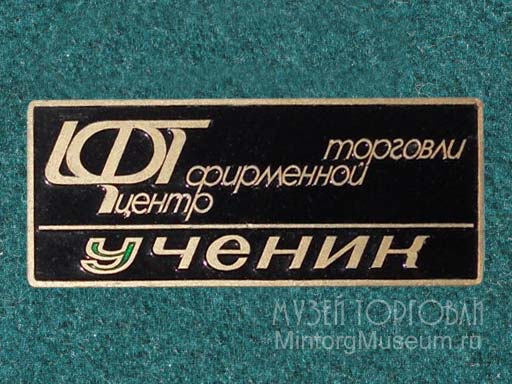 ЦФТ
торговли
фирменной
центр
ученик
МУЗЕЙ ТОРГОВЛИ
MintorgMuseum.ru